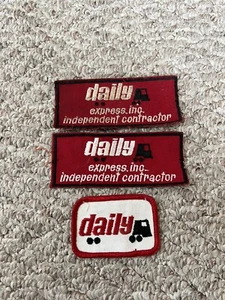 daily
express, inc.
independent contractor
daily
express, inc.
independent contractor
daily